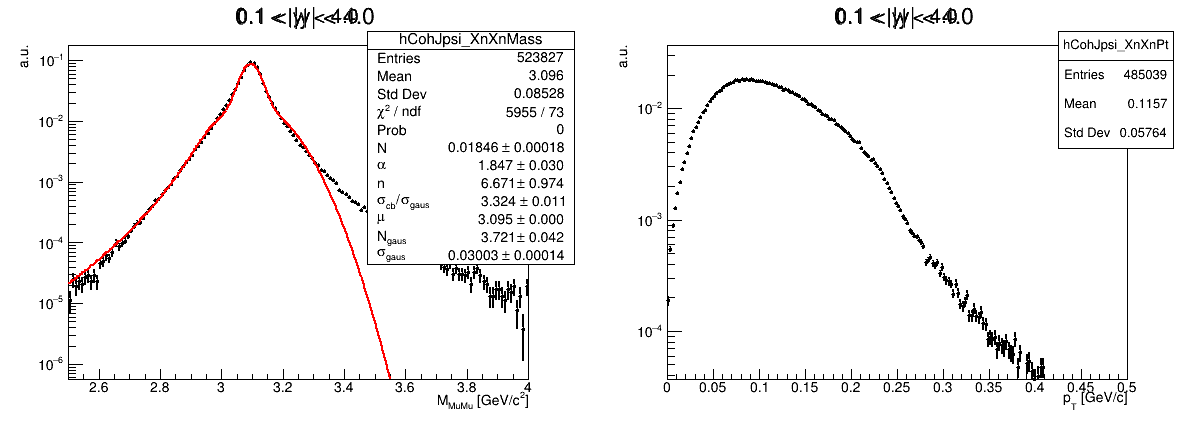 0.1 <|y| < 4.0
a.u.
hCohJpsi_XnXnMass
Entries 523827
Mean 3.096
Std Dev 0.08528
χ² / ndf 5955 / 73
Prob 0
N 0.01846 ± 0.00018
α 1.847 ± 0.030
n 6.671 ± 0.974
σcb/σgaus 3.324 ± 0.011
μ 3.095 ± 0.000
Ngaus 3.721 ± 0.042
σgaus 0.03003 ± 0.00014
10⁻¹
10⁻²
10⁻³
10⁻⁴
10⁻⁵
10⁻⁶
2.6 2.8 3 3.2 3.4 3.6 3.8 4
MMuMu [GeV/c²]
a.u.
hCohJpsi_XnXnPt
Entries 485039
Mean 0.1157
Std Dev 0.05764
10⁻²
10⁻³
10⁻⁴
0 0.05 0.1 0.15 0.2 0.25 0.3 0.35 0.4 0.45 0.5
pT [GeV/c]